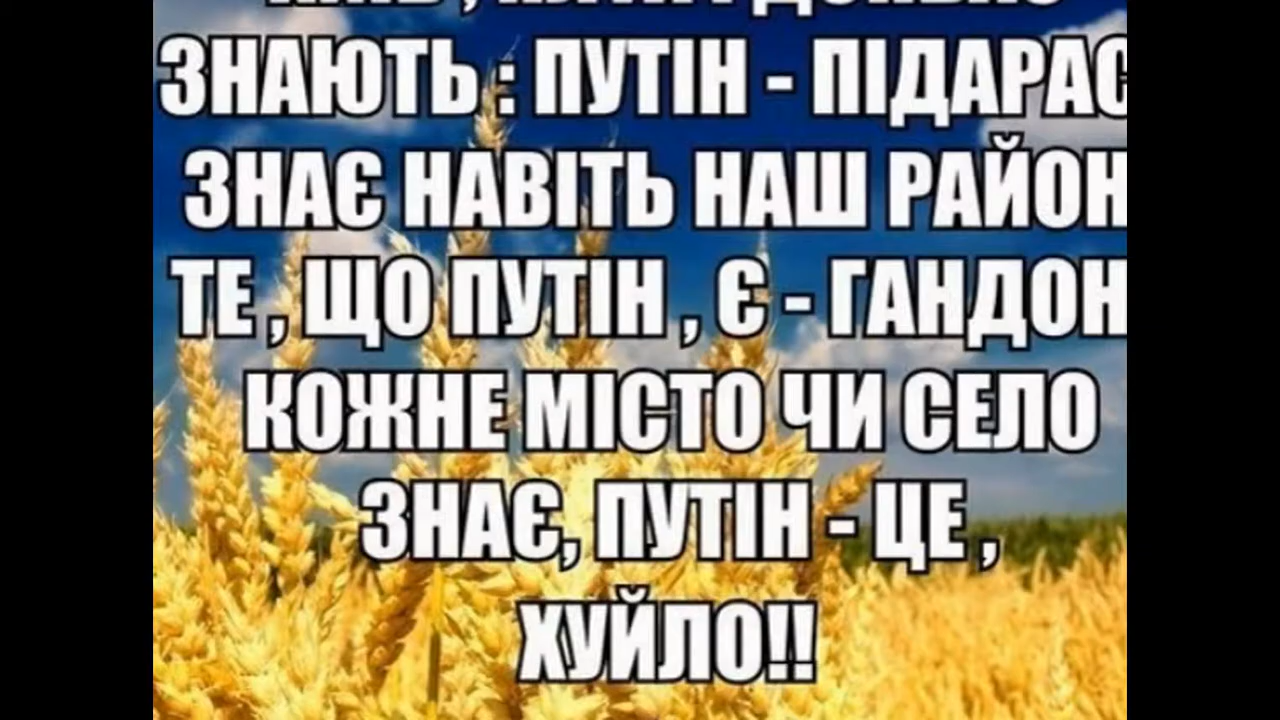 ЗНАЮТЬ : ПУТІН - ПІДАРАС
ЗНАЄ НАВІТЬ НАШ РАЙОН
ТЕ , ЩО ПУТІН , Є - ГАНДОН
КОЖНЕ МІСТО ЧИ СЕЛО
ЗНАЄ, ПУТІН - ЦЕ ,
ХУЙЛО!!